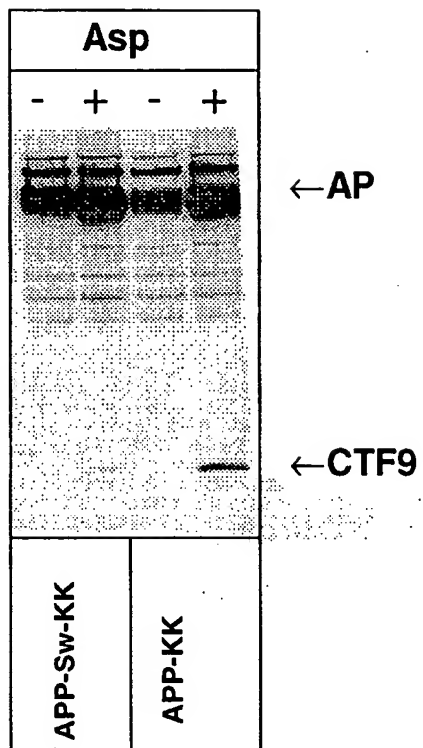 Asp
- + - +
←AP
←CTF9
APP-Sw-KK
APP-KK